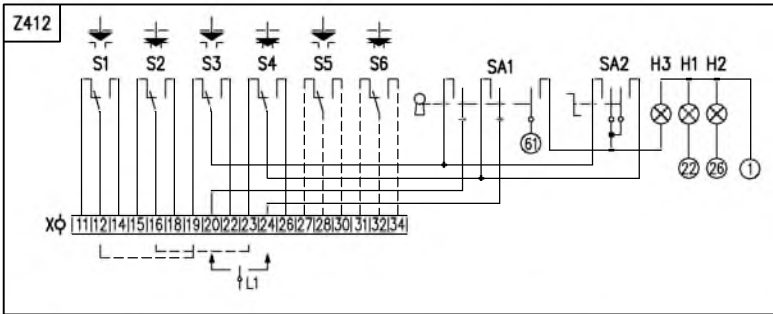 Z412
S1 S2 S3 S4 S5 S6 SA1 SA2 H3 H1 H2
61
22 26 1
X 11 12 14 15 16 18 19 20 22 23 24 26 27 28 30 31 32 34
L1